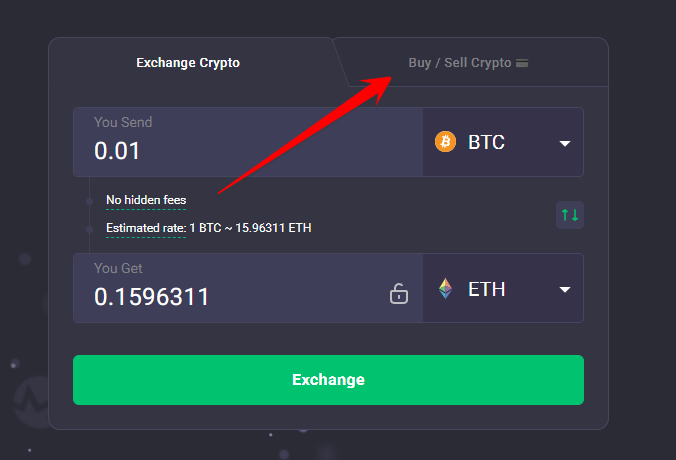 Exchange Crypto
Buy / Sell Crypto
You Send
0.01
BTC
No hidden fees
Estimated rate: 1 BTC ~ 15.96311 ETH
You Get
0.1596311
ETH
Exchange